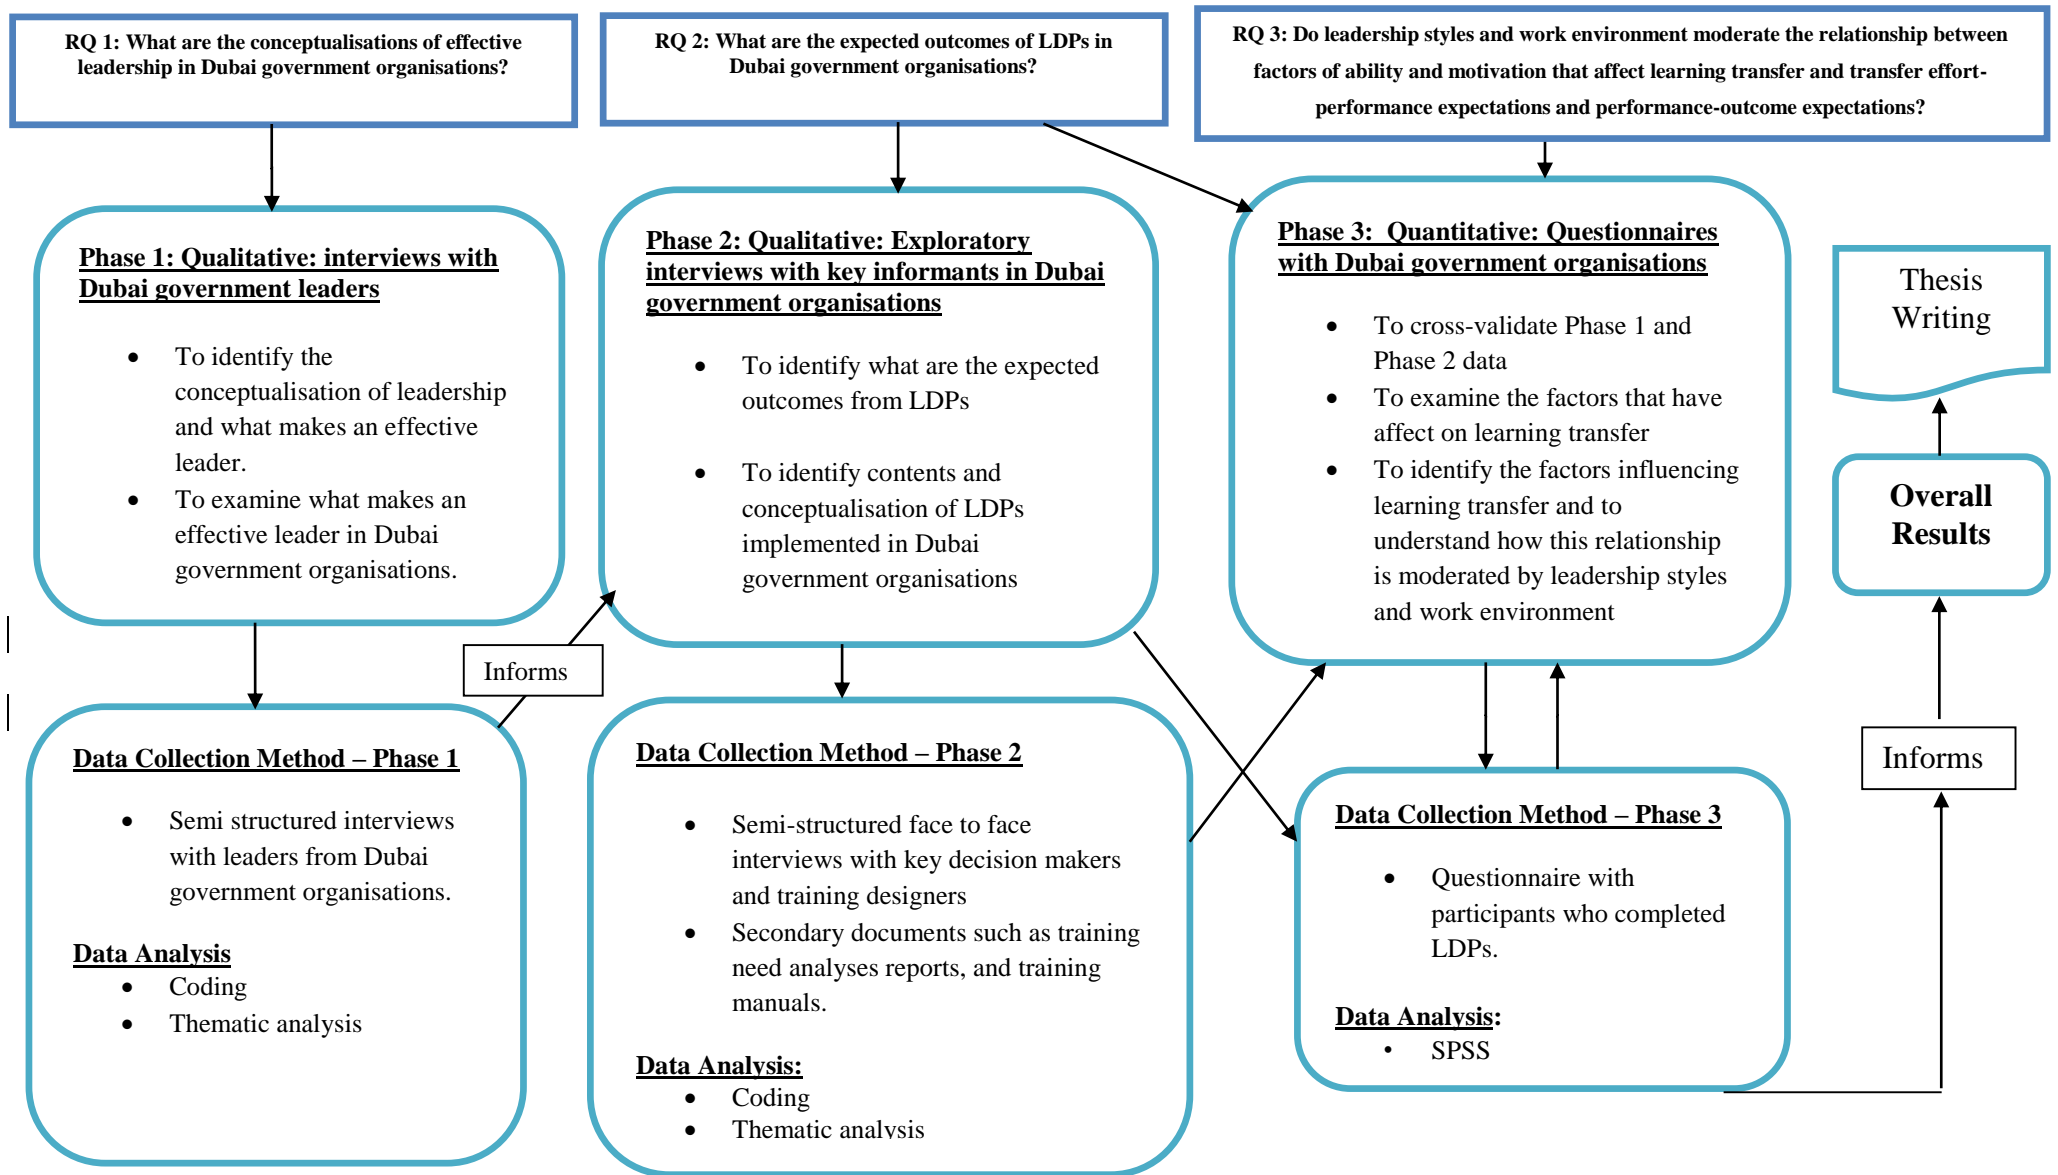 RQ 1: What are the conceptualisations of effective
leadership in Dubai government organisations?
RQ 2: What are the expected outcomes of LDPs in
Dubai government organisations?
RQ 3: Do leadership styles and work environment moderate the relationship between
factors of ability and motivation that affect learning transfer and transfer effort-
performance expectations and performance-outcome expectations?
Phase 1: Qualitative: interviews with
Dubai government leaders
• To identify the
conceptualisation of leadership
and what makes an effective
leader.
• To examine what makes an
effective leader in Dubai
government organisations.
Phase 2: Qualitative: Exploratory
interviews with key informants in Dubai
government organisations
• To identify what are the expected
outcomes from LDPs
• To identify contents and
conceptualisation of LDPs
implemented in Dubai
government organisations
Phase 3: Quantitative: Questionnaires
with Dubai government organisations
• To cross-validate Phase 1 and
Phase 2 data
• To examine the factors that have
affect on learning transfer
• To identify the factors influencing
learning transfer and to
understand how this relationship
is moderated by leadership styles
and work environment
Thesis
Writing
Overall
Results
Informs
Informs
Data Collection Method – Phase 1
• Semi structured interviews
with leaders from Dubai
government organisations.
Data Analysis
• Coding
• Thematic analysis
Data Collection Method – Phase 2
• Semi-structured face to face
interviews with key decision makers
and training designers
• Secondary documents such as training
need analyses reports, and training
manuals.
Data Analysis:
• Coding
• Thematic analysis
Data Collection Method – Phase 3
• Questionnaire with
participants who completed
LDPs.
Data Analysis:
• SPSS